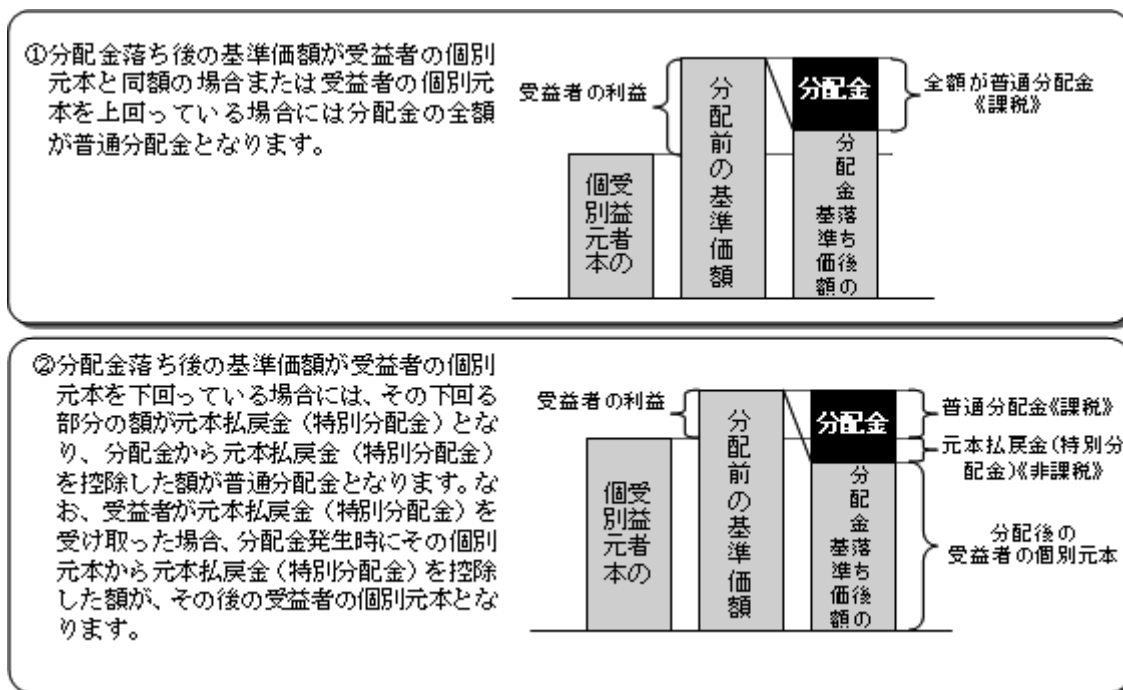 ①分配金落ち後の基準価額が受益者の個別
元本と同額の場合または受益者の個別元
本を上回っている場合には分配金の全額
が普通分配金となります。
受益者の利益
受益者の
個別元本
分配前の基準価額
分配金
分配金落ち後の
基準価額
全額が普通分配金
《課税》
②分配金落ち後の基準価額が受益者の個別
元本を下回っている場合には、その下回る
部分の額が元本払戻金（特別分配金）とな
り、分配金から元本払戻金（特別分配金）
を控除した額が普通分配金となります。な
お、受益者が元本払戻金（特別分配金）を
受け取った場合、分配金発生時にその個別
元本から元本払戻金（特別分配金）を控除
した額が、その後の受益者の個別元本とな
ります。
受益者の利益
受益者の
個別元本
分配前の基準価額
分配金
分配金落ち後の
基準価額
普通分配金《課税》
元本払戻金（特別分
配金）《非課税》
分配後の
受益者の個別元本